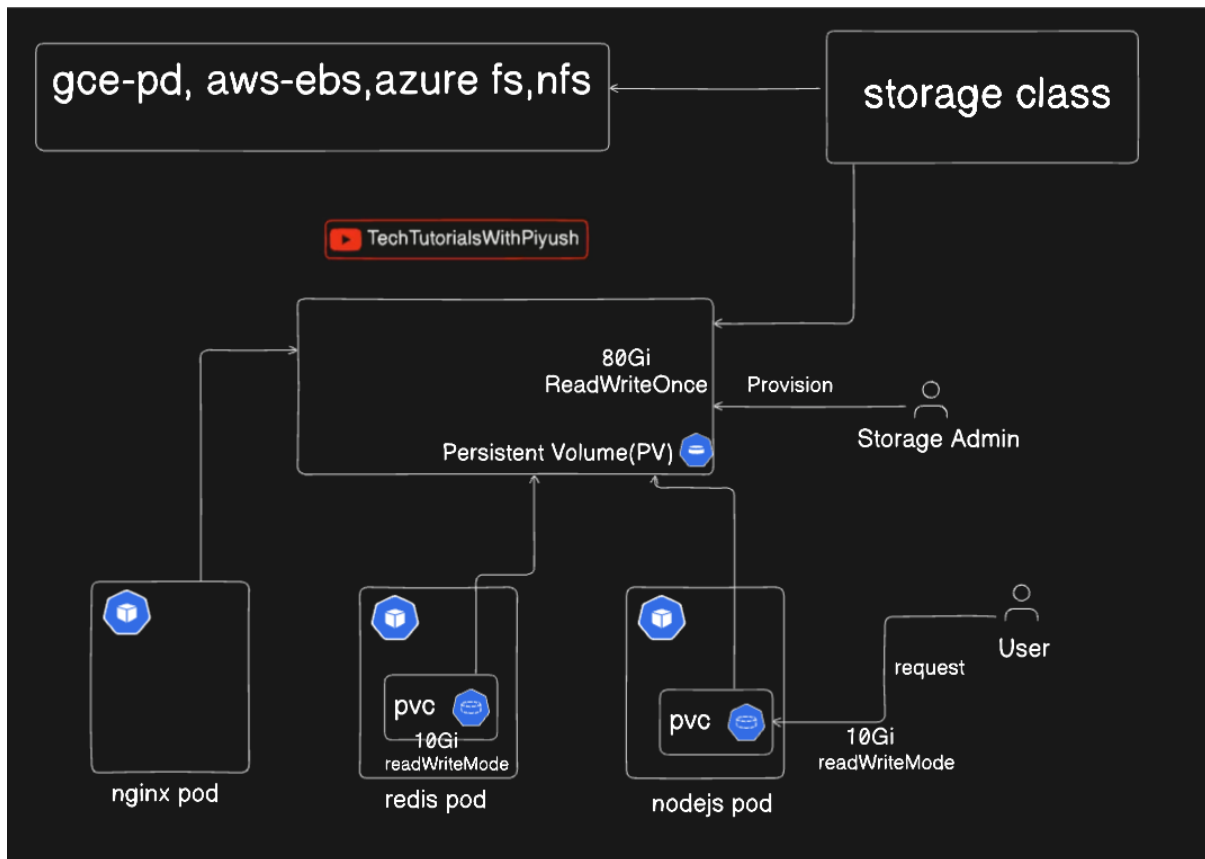 gce-pd, aws-ebs,azure fs,nfs
storage class
TechTutorialsWithPiyush
80Gi
ReadWriteOnce
Provision
Storage Admin
Persistent Volume(PV)
User
request
pvc
10Gi
readWriteMode
pvc
10Gi
readWriteMode
nginx pod
redis pod
nodejs pod